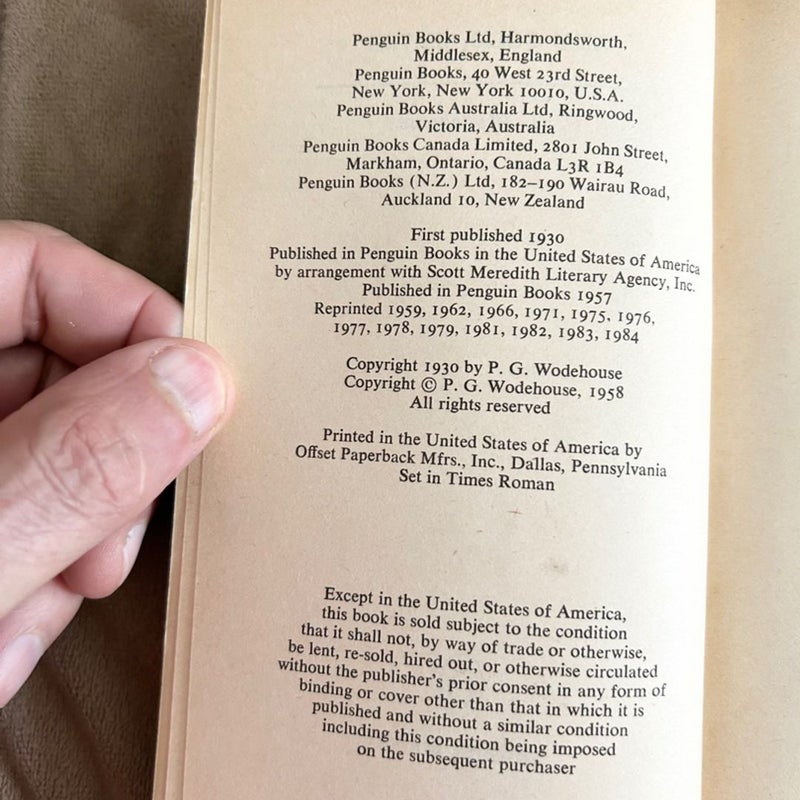 Penguin Books Ltd, Harmondsworth,
Middlesex, England
Penguin Books, 40 West 23rd Street,
New York, New York 10010, U.S.A.
Penguin Books Australia Ltd, Ringwood,
Victoria, Australia
Penguin Books Canada Limited, 2801 John Street,
Markham, Ontario, Canada L3R 1B4
Penguin Books (N.Z.) Ltd, 182–190 Wairau Road,
Auckland 10, New Zealand
First published 1930
Published in Penguin Books in the United States of America
by arrangement with Scott Meredith Literary Agency, Inc.
Published in Penguin Books 1957
Reprinted 1959, 1962, 1966, 1971, 1975, 1976,
1977, 1978, 1979, 1981, 1982, 1983, 1984
Copyright 1930 by P. G. Wodehouse
Copyright © P. G. Wodehouse, 1958
All rights reserved
Printed in the United States of America by
Offset Paperback Mfrs., Inc., Dallas, Pennsylvania
Set in Times Roman
Except in the United States of America,
this book is sold subject to the condition
that it shall not, by way of trade or otherwise,
be lent, re-sold, hired out, or otherwise circulated
without the publisher's prior consent in any form of
binding or cover other than that in which it is
published and without a similar condition
including this condition being imposed
on the subsequent purchaser